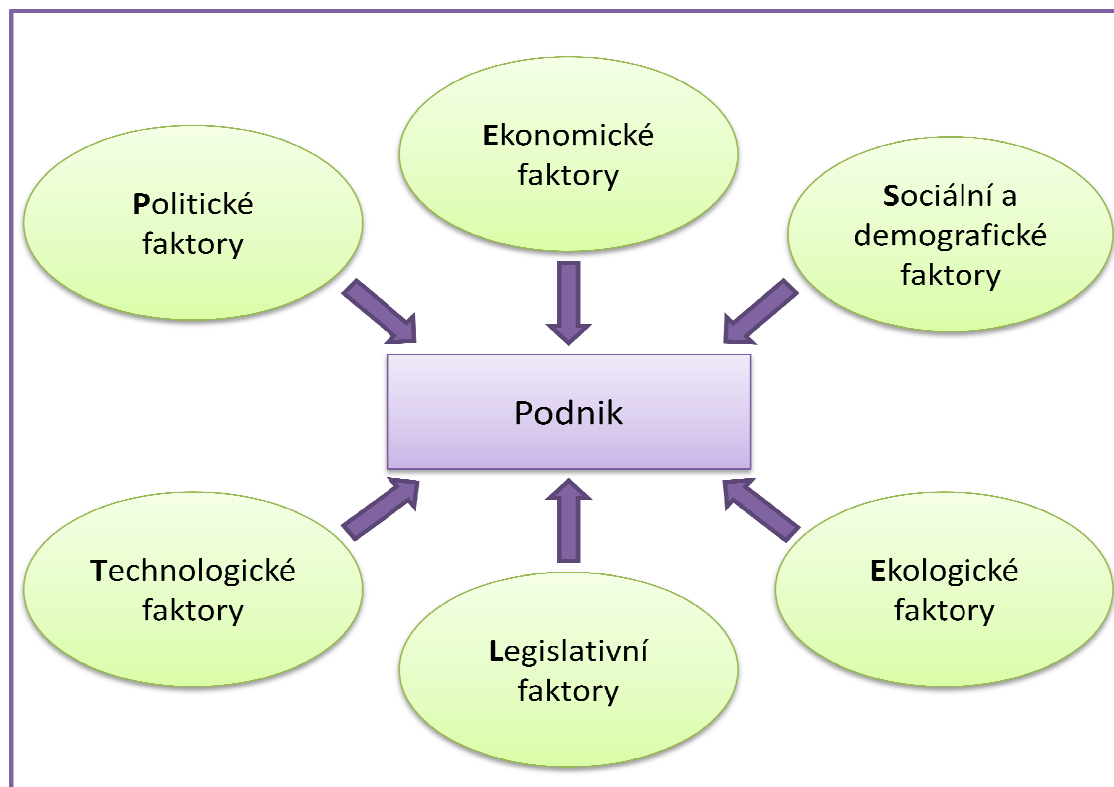 Politické
faktory
Ekonomické
faktory
Sociální a
demografické
faktory
Podnik
Technologické
faktory
Legislativní
faktory
Ekologické
faktory